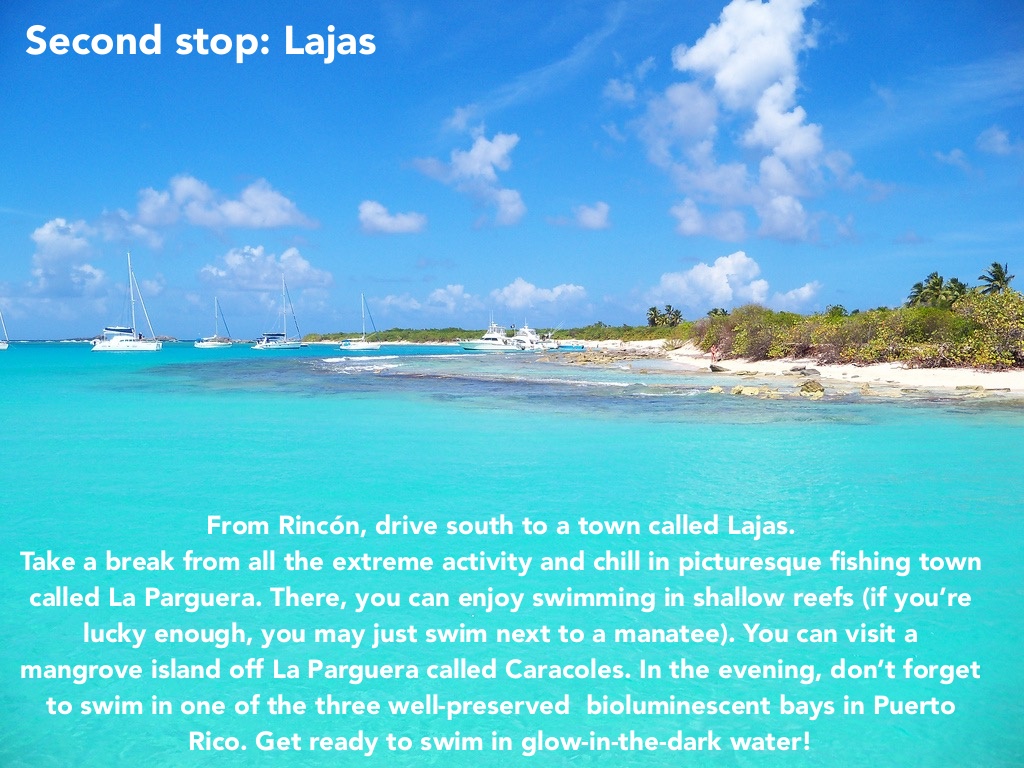 Second stop: Lajas
From Rincón, drive south to a town called Lajas.
Take a break from all the extreme activity and chill in picturesque fishing town
called La Parguera. There, you can enjoy swimming in shallow reefs (if you’re
lucky enough, you may just swim next to a manatee). You can visit a
mangrove island off La Parguera called Caracoles. In the evening, don’t forget
to swim in one of the three well-preserved  bioluminescent bays in Puerto
Rico. Get ready to swim in glow-in-the-dark water!